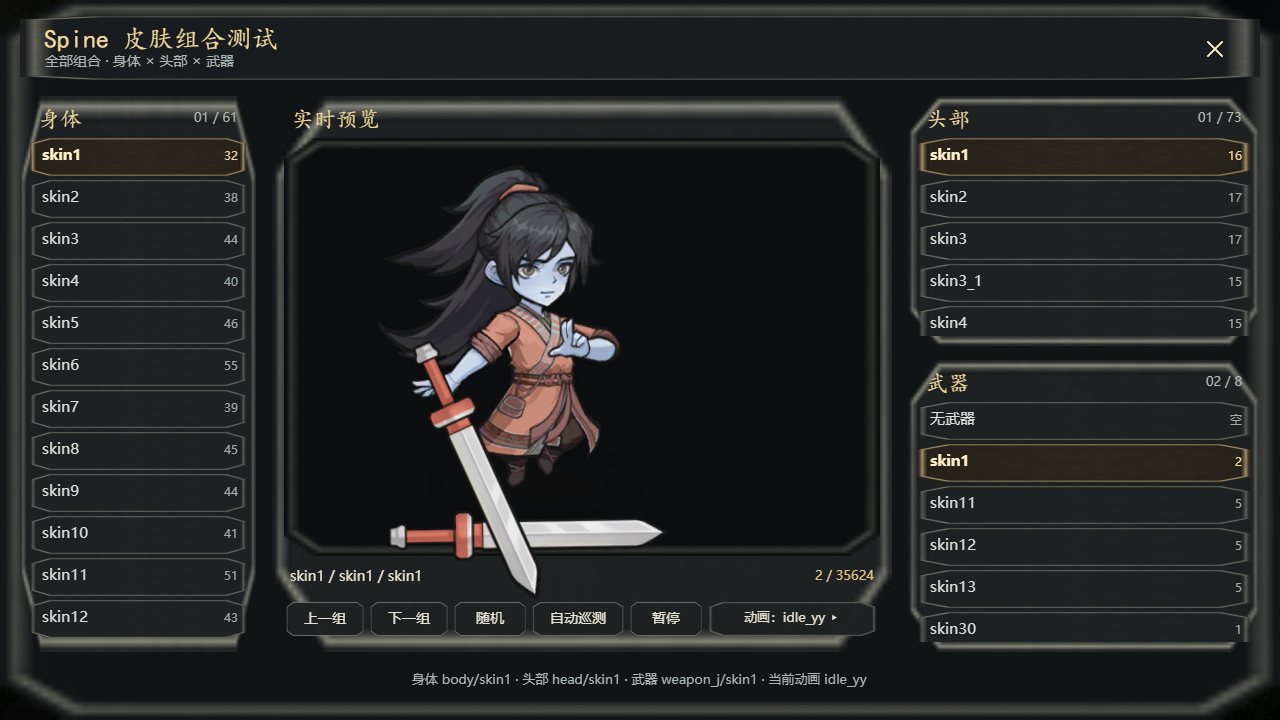 Spine 皮肤组合测试
全部组合 · 身体 × 头部 × 武器
身体 01 / 61
skin1 32
skin2 38
skin3 44
skin4 40
skin5 46
skin6 55
skin7 39
skin8 45
skin9 44
skin10 41
skin11 51
skin12 43
实时预览
skin1 / skin1 / skin1 2 / 35624
上一组 下一组 随机 自动巡测 暂停 动画: idle_yy ▸
头部 01 / 73
skin1 16
skin2 17
skin3 17
skin3_1 15
skin4 15
武器 02 / 8
无武器 空
skin1 2
skin11 5
skin12 5
skin13 5
skin30 1
身体 body/skin1 · 头部 head/skin1 · 武器 weapon_j/skin1 · 当前动画 idle_yy